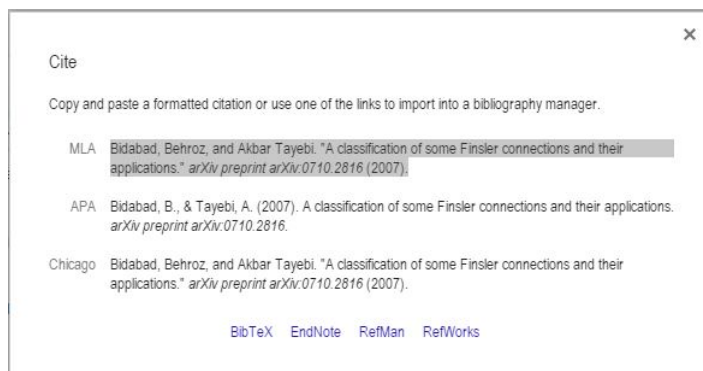 ×
Cite
Copy and paste a formatted citation or use one of the links to import into a bibliography manager.
MLA Bidabad, Behroz, and Akbar Tayebi. "A classification of some Finsler connections and their
applications." arXiv preprint arXiv:0710.2816 (2007).
APA Bidabad, B., & Tayebi, A. (2007). A classification of some Finsler connections and their applications.
arXiv preprint arXiv:0710.2816.
Chicago Bidabad, Behroz, and Akbar Tayebi. "A classification of some Finsler connections and their
applications." arXiv preprint arXiv:0710.2816 (2007).
BibTeX EndNote RefMan RefWorks